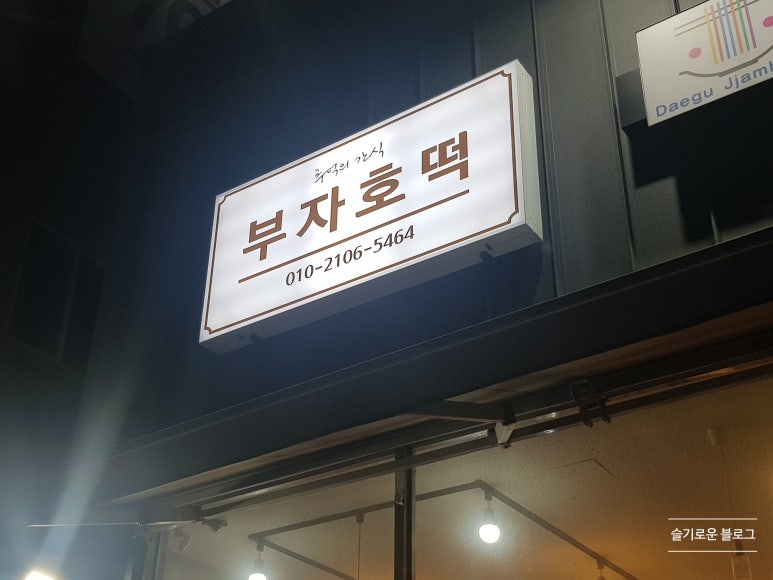 추억의 간식
부자호떡
010-2106-5464
Daegu
슬기로운 블로그